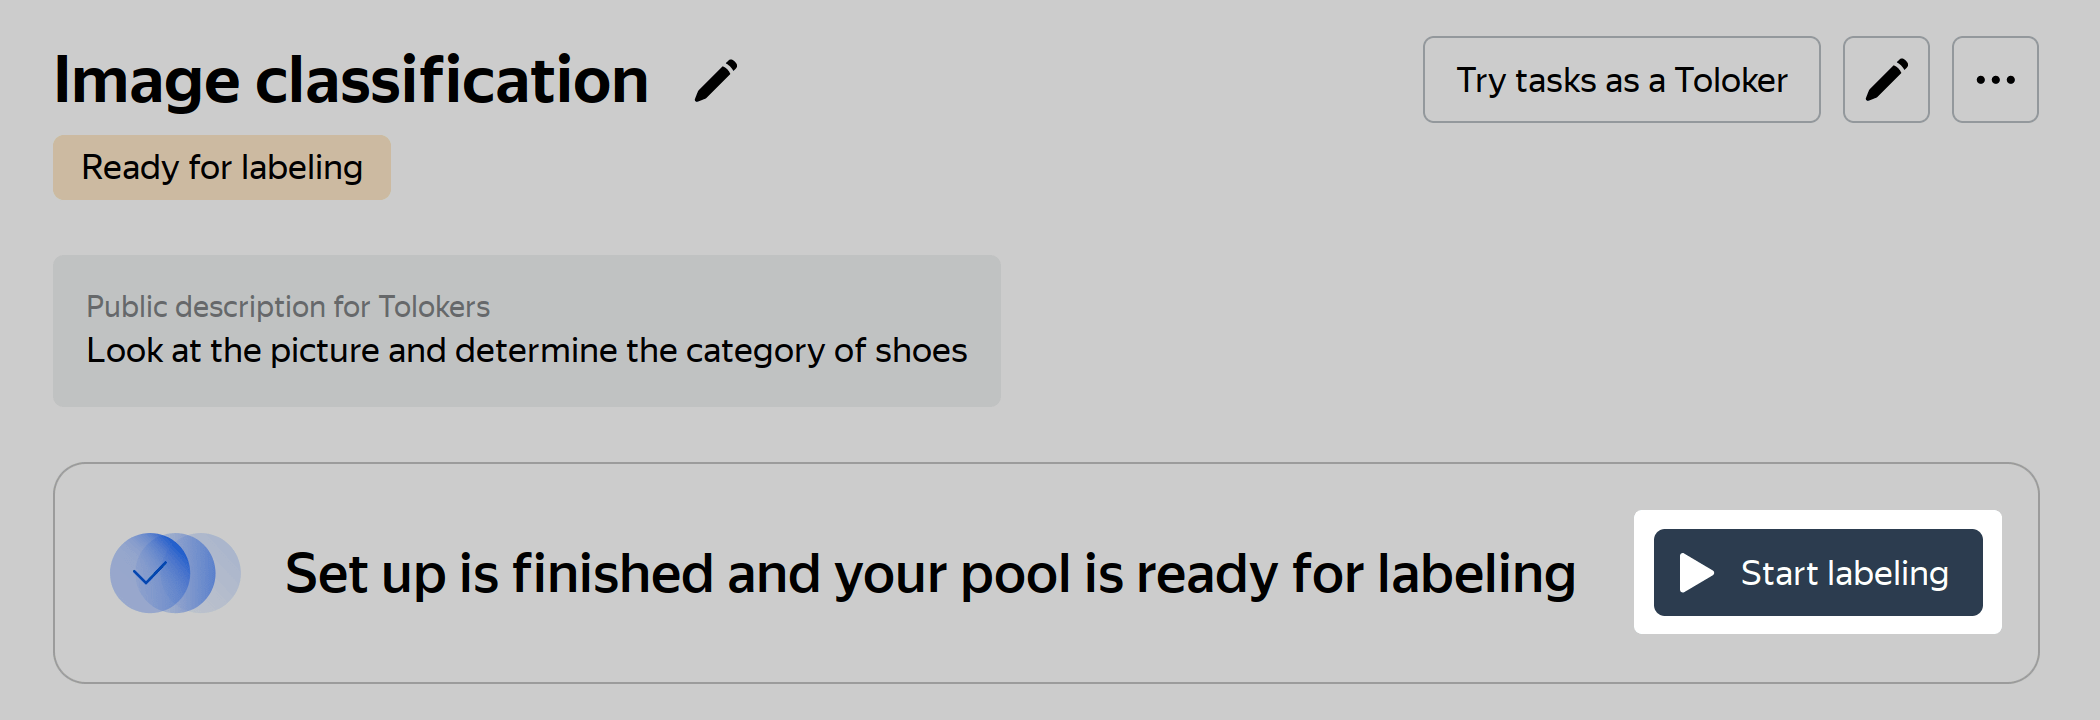 Image classification
Try tasks as a Toloker
Ready for labeling
Public description for Tolokers
Look at the picture and determine the category of shoes
Set up is finished and your pool is ready for labeling
Start labeling